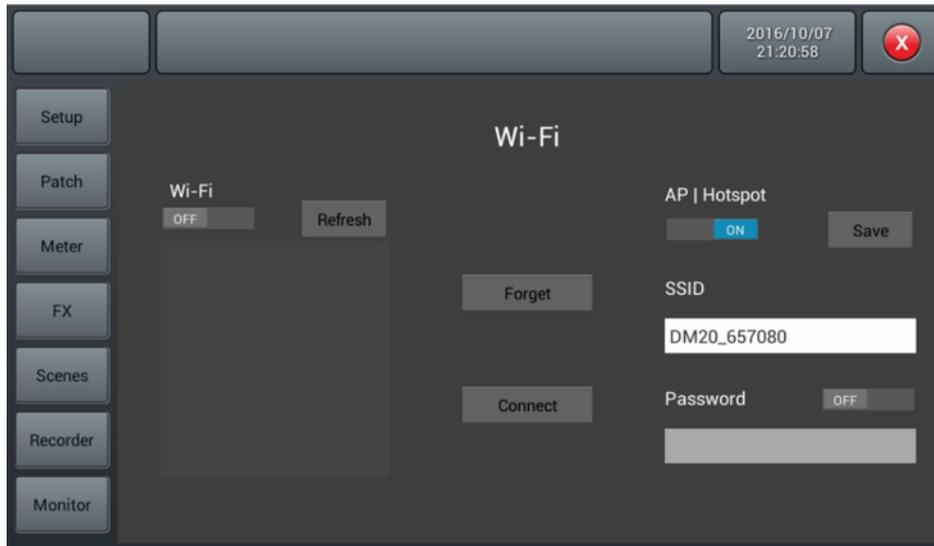 2016/10/07
21:20:58
X
Setup
Patch
Meter
FX
Scenes
Recorder
Monitor
Wi-Fi
Wi-Fi
OFF
Refresh
Forget
Connect
AP | Hotspot
ON
Save
SSID
DM20_657080
Password
OFF